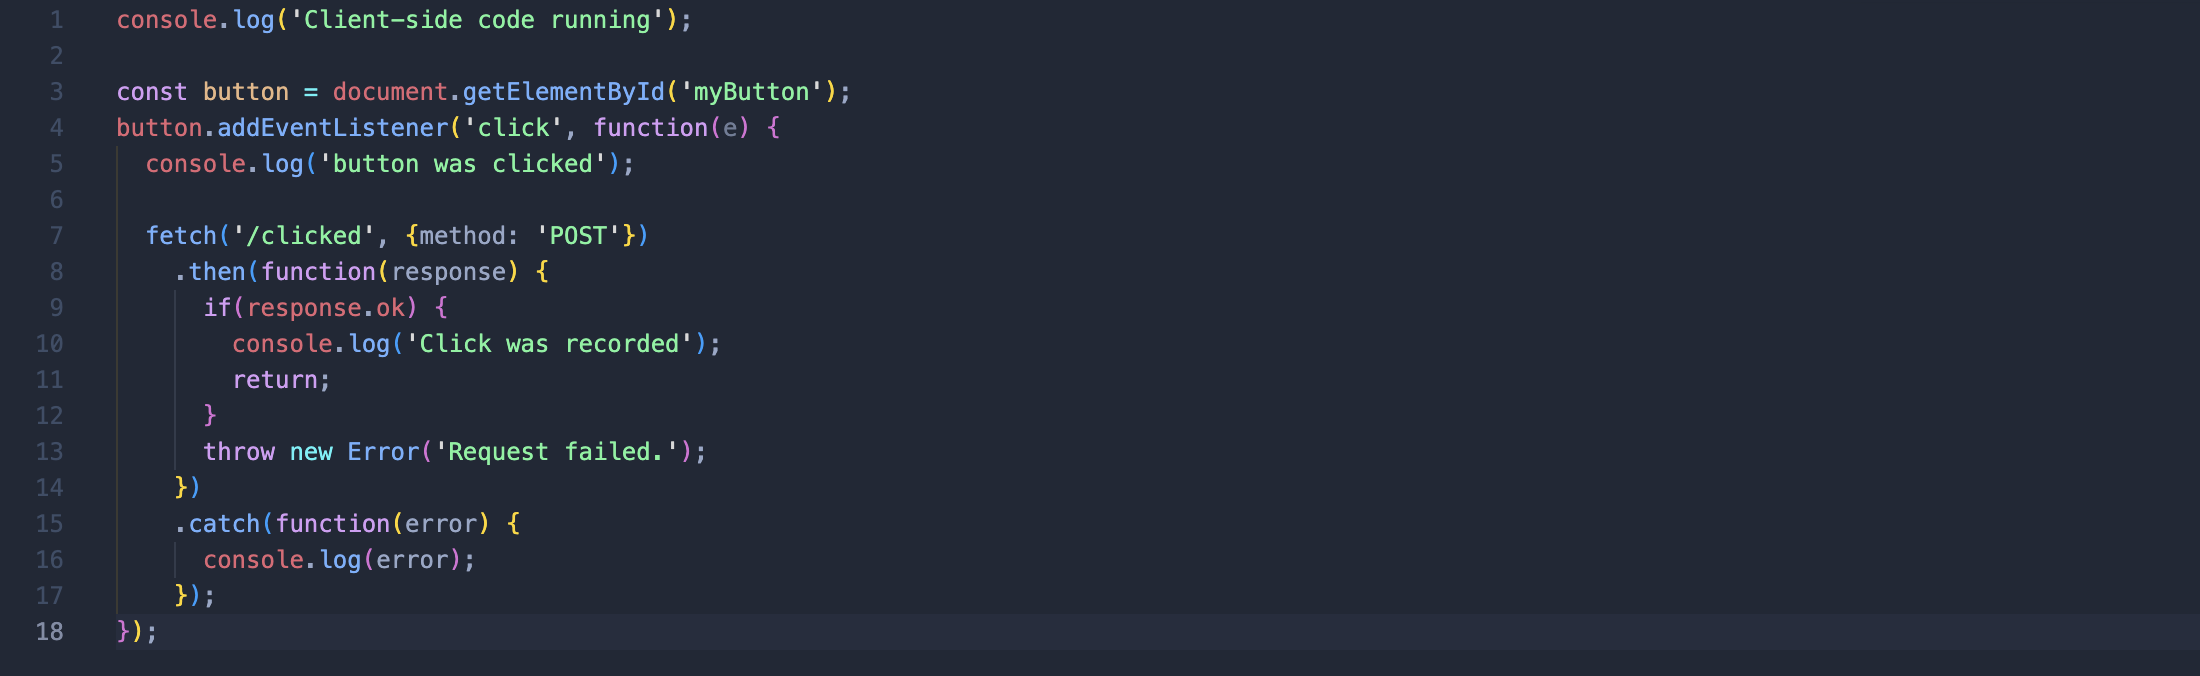 1 console.log('Client-side code running');
2
3 const button = document.getElementById('myButton');
4 button.addEventListener('click', function(e) {
5   console.log('button was clicked');
6
7   fetch('/clicked', {method: 'POST'})
8     .then(function(response) {
9       if(response.ok) {
10         console.log('Click was recorded');
11         return;
12       }
13       throw new Error('Request failed.');
14     })
15     .catch(function(error) {
16       console.log(error);
17     });
18 });